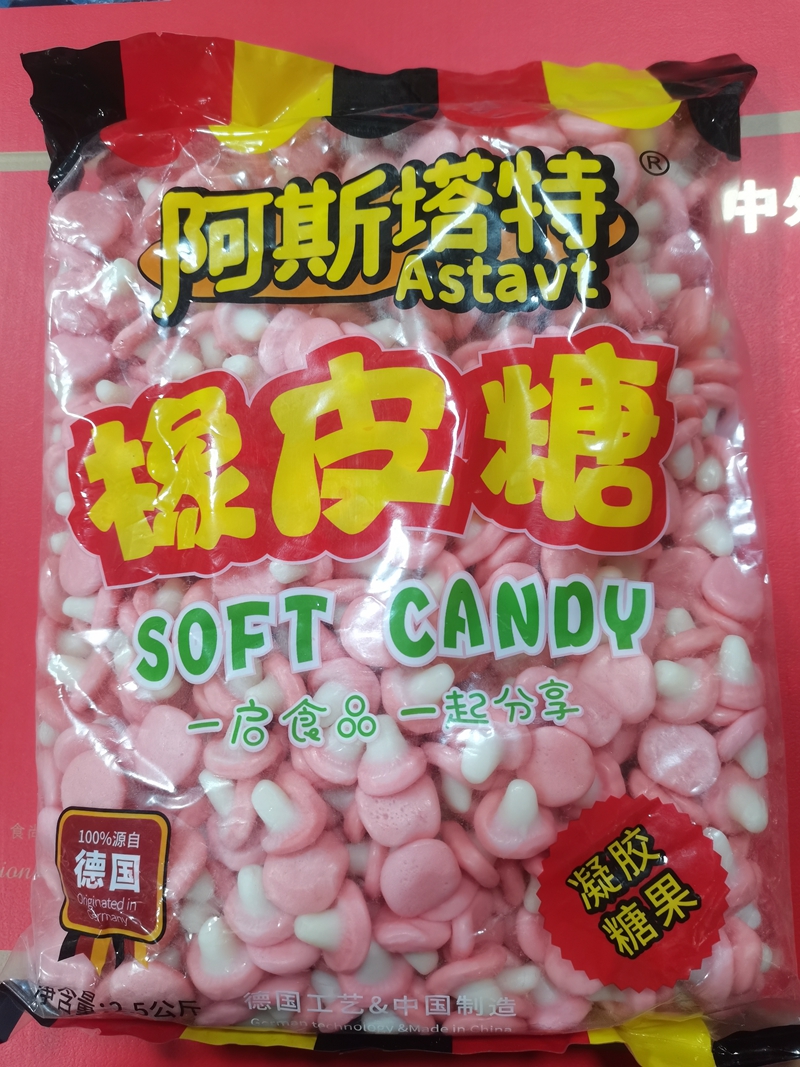 阿斯塔特®
Astavt
中外
橡皮糖
SOFT CANDY
一启食品 一起分享
100%源自
德国
Originated in
Germany
凝胶
糖果
净含量:2.5公斤
德国工艺&中国制造
German technology &Made in China